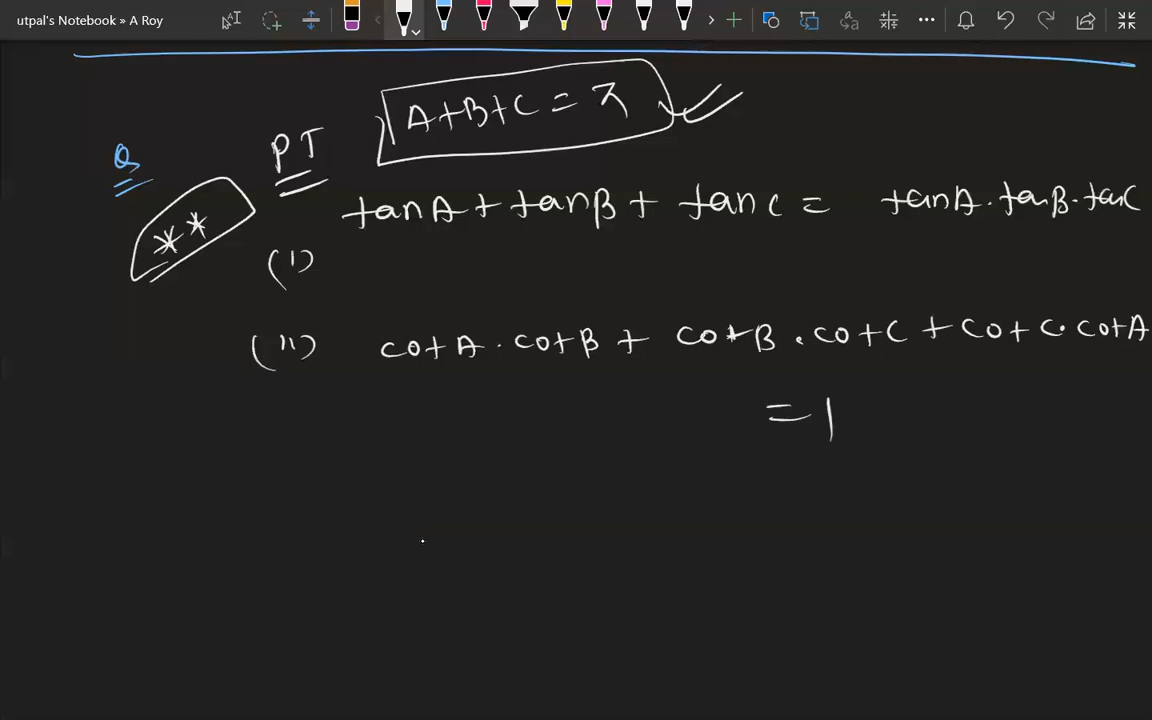 utpal's Notebook » A Roy
A+B+C = π
Q
PT
**
tanA + tanB + tanC = tanA . tanB . tanC
(i)
(ii) cotA . cotB + cotB . cotC + cotC . cotA
= 1